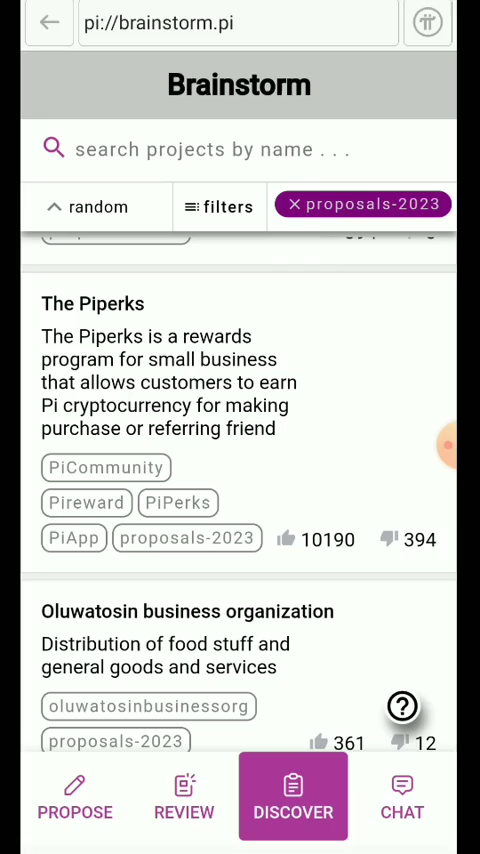 pi://brainstorm.pi
Brainstorm
search projects by name . . .
random
filters
proposals-2023
The Piperks
The Piperks is a rewards
program for small business
that allows customers to earn
Pi cryptocurrency for making
purchase or referring friend
PiCommunity
Pireward PiPerks
PiApp proposals-2023 10190 394
Oluwatosin business organization
Distribution of food stuff and
general goods and services
oluwatosinbusinessorg
proposals-2023 361 12
PROPOSE REVIEW DISCOVER CHAT